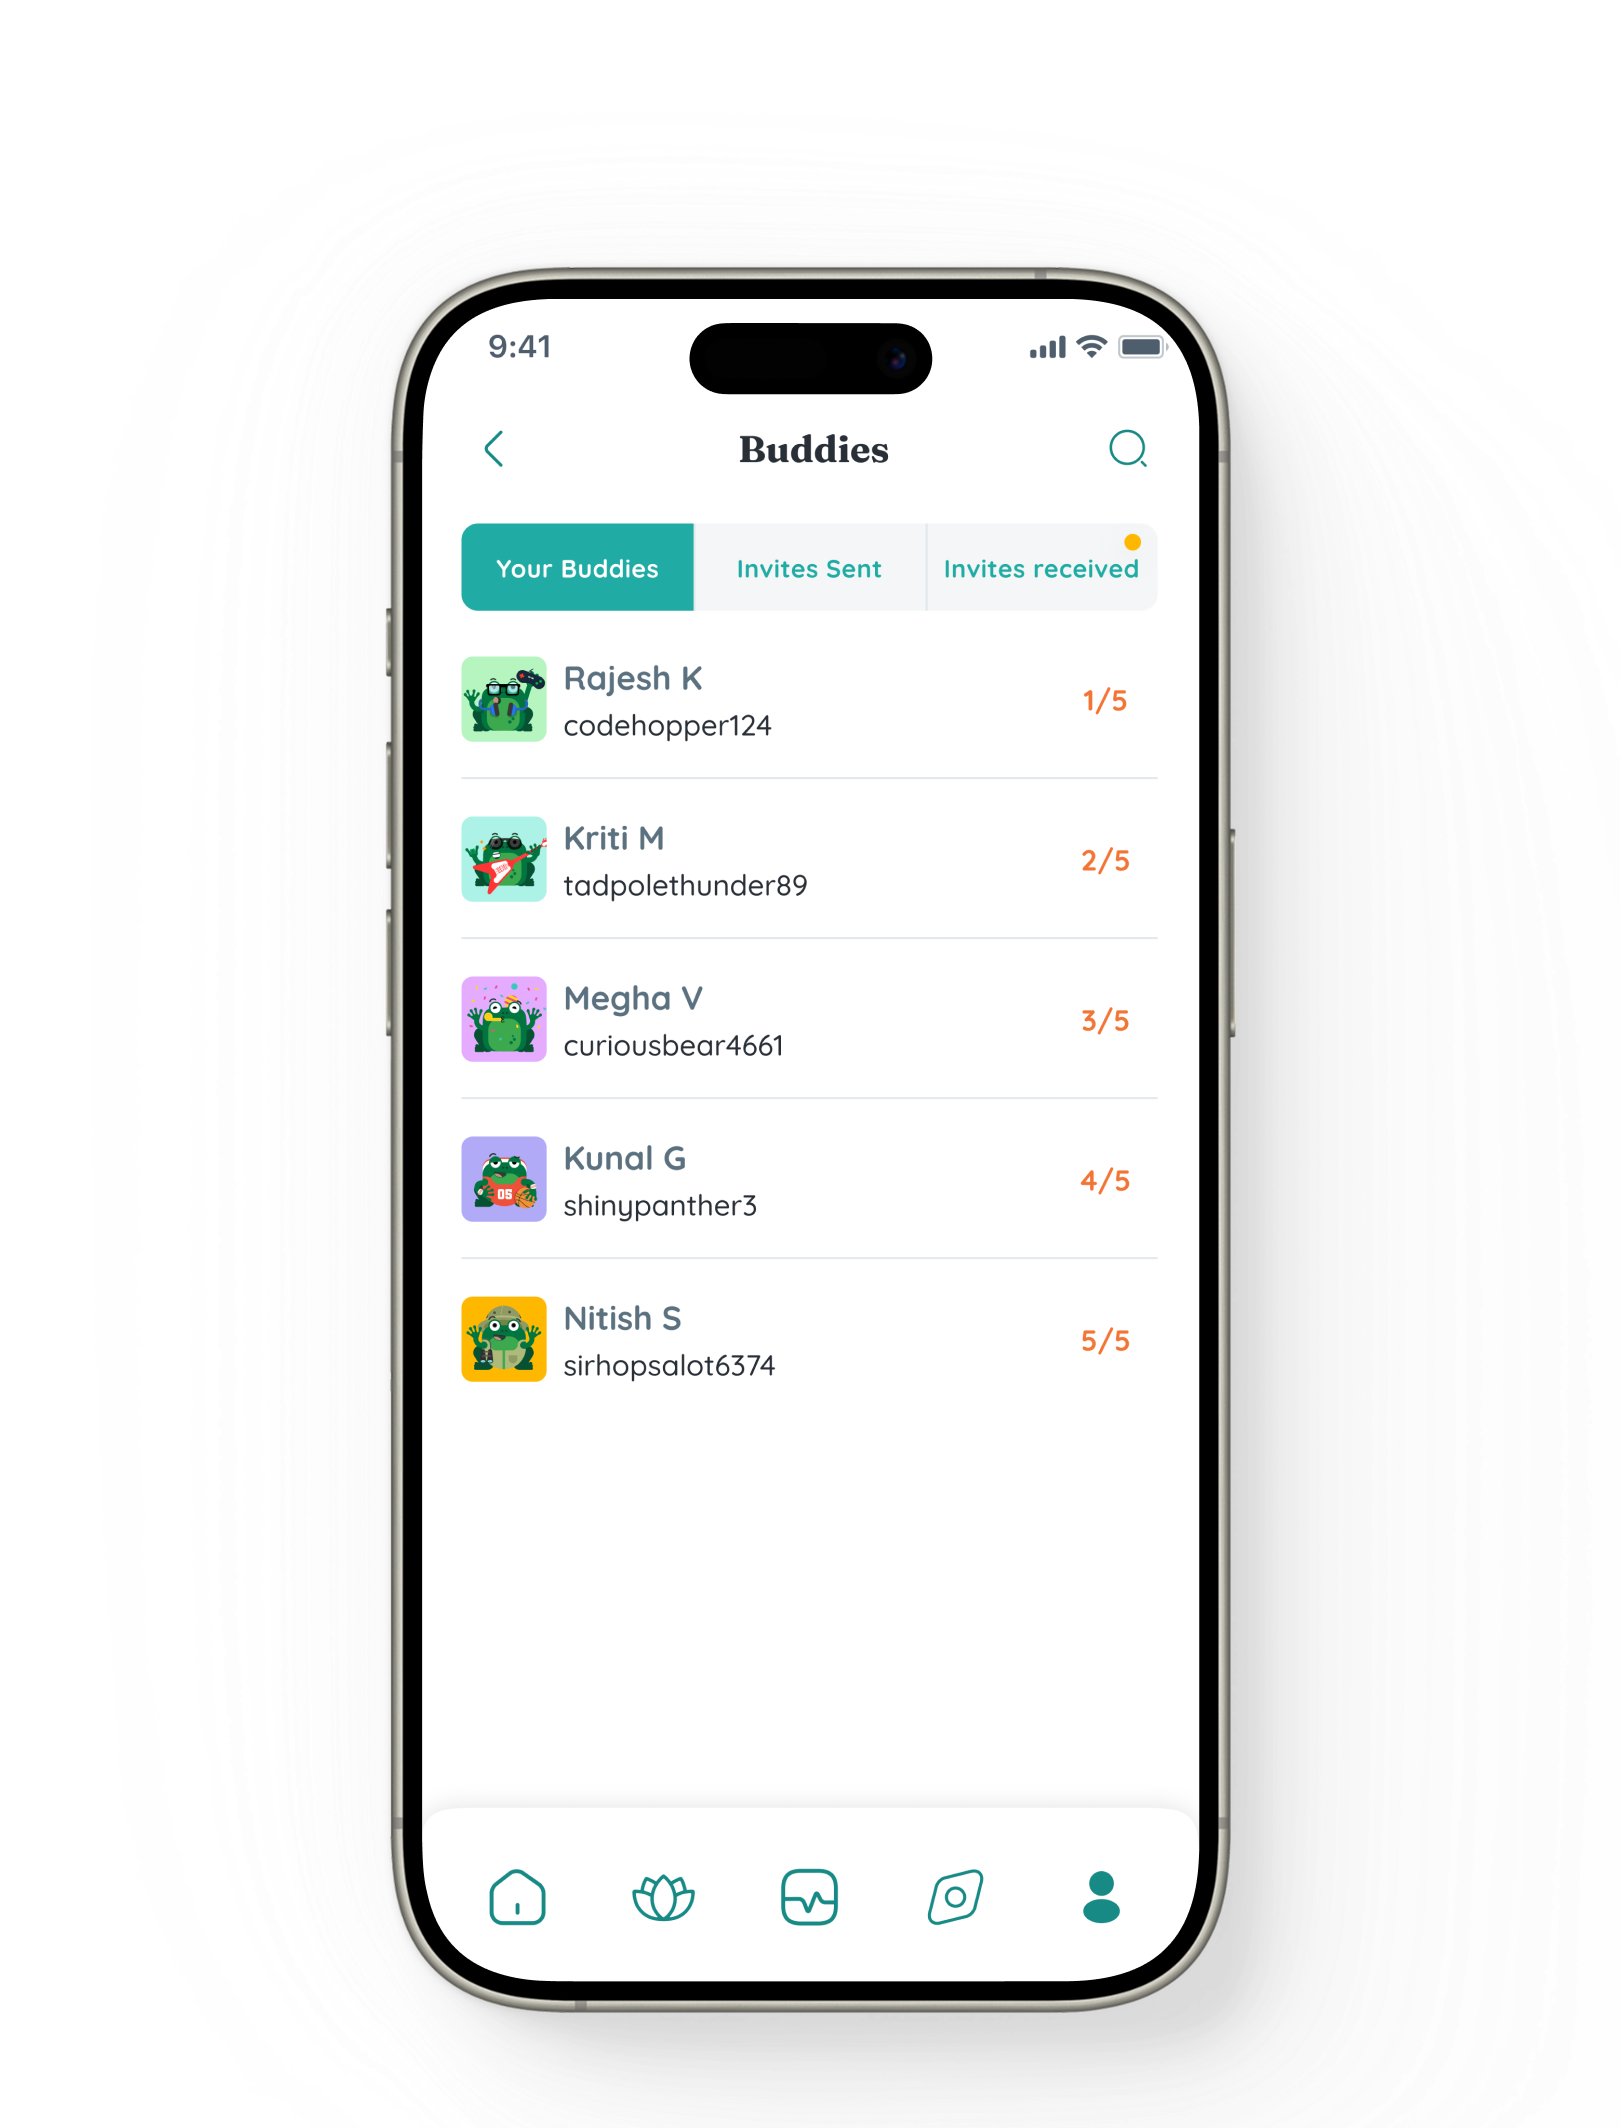 9:41
Buddies
Your Buddies
Invites Sent
Invites received
Rajesh K
codehopper124
1/5
Kriti M
tadpolethunder89
2/5
Megha V
curiousbear4661
3/5
Kunal G
shinypanther3
4/5
05
Nitish S
sirhopsalot6374
5/5